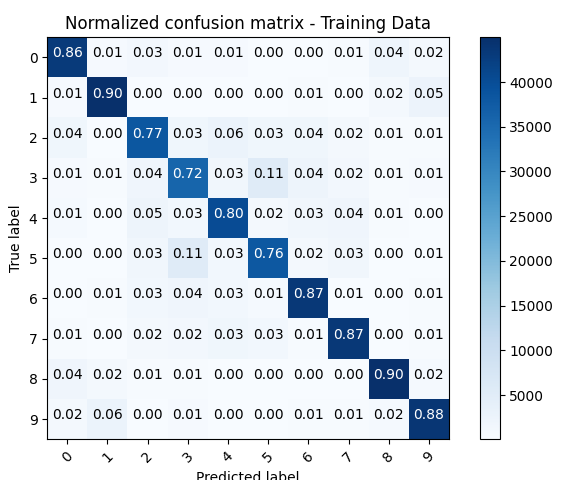 Normalized confusion matrix - Training Data
0 0.86 0.01 0.03 0.01 0.01 0.00 0.00 0.01 0.04 0.02
1 0.01 0.90 0.00 0.00 0.00 0.00 0.01 0.00 0.02 0.05
2 0.04 0.00 0.77 0.03 0.06 0.03 0.04 0.02 0.01 0.01
3 0.01 0.01 0.04 0.72 0.03 0.11 0.04 0.02 0.01 0.01
4 0.01 0.00 0.05 0.03 0.80 0.02 0.03 0.04 0.01 0.00
5 0.00 0.00 0.03 0.11 0.03 0.76 0.02 0.03 0.00 0.01
6 0.00 0.01 0.03 0.04 0.03 0.01 0.87 0.01 0.00 0.01
7 0.01 0.00 0.02 0.02 0.03 0.03 0.01 0.87 0.00 0.01
8 0.04 0.02 0.01 0.01 0.00 0.00 0.00 0.00 0.90 0.02
9 0.02 0.06 0.00 0.01 0.00 0.00 0.01 0.01 0.02 0.88
0 1 2 3 4 5 6 7 8 9
True label
Predicted label
40000
35000
30000
25000
20000
15000
10000
5000